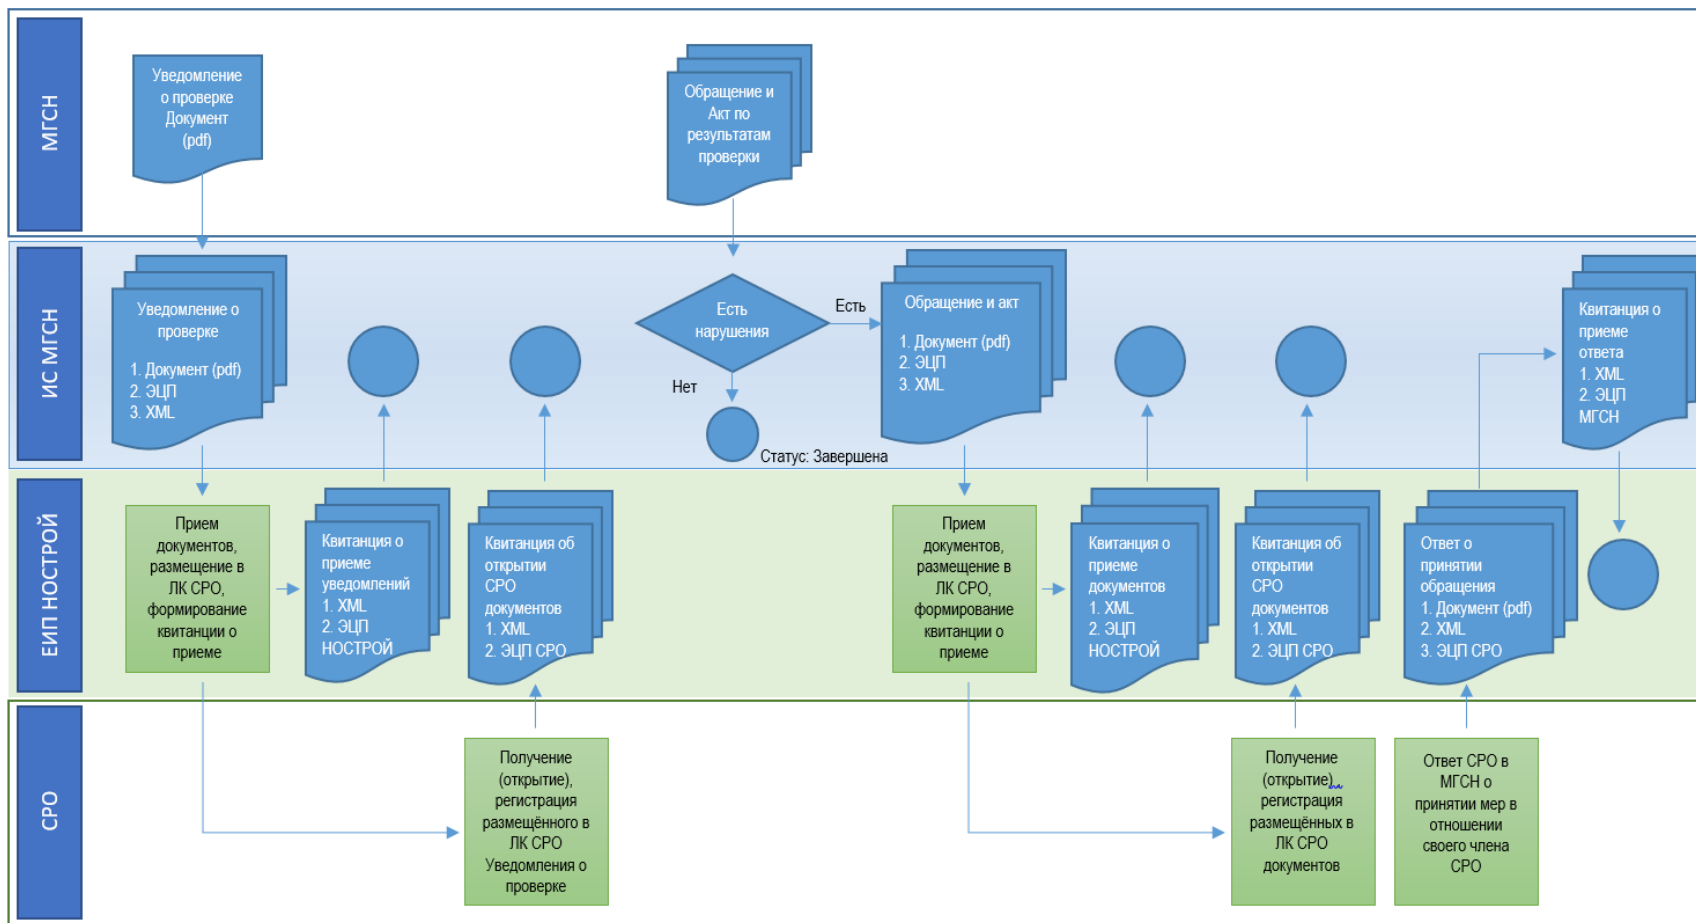 МГСН
Уведомление
о проверке
Документ
(pdf)
Обращение и
Акт по
результатам
проверки
ИС МГСН
Уведомление о
проверке
1. Документ (pdf)
2. ЭЦП
3. XML
Есть
нарушения
Есть
Нет
Статус: Завершена
Обращение и акт
1. Документ (pdf)
2. ЭЦП
3. XML
Квитанция о
приеме
ответа
1. XML
2. ЭЦП
МГСН
ЕИП НОСТРОЙ
Прием
документов,
размещение в
ЛК СРО,
формирование
квитанции о
приеме
Квитанция о
приеме
уведомлений
1. XML
2. ЭЦП
НОСТРОЙ
Квитанция об
открытии
СРО
документов
1. XML
2. ЭЦП СРО
Прием
документов,
размещение в
ЛК СРО,
формирование
квитанции о
приеме
Квитанция о
приеме
документов
1. XML
2. ЭЦП
НОСТРОЙ
Квитанция об
открытии
СРО
документов
1. XML
2. ЭЦП СРО
Ответ о
принятии
обращения
1. Документ (pdf)
2. XML
3. ЭЦП СРО
СРО
Получение
(открытие),
регистрация
размещённого в
ЛК СРО
Уведомления о
проверке
Получение
(открытие),
регистрация
размещённых в
ЛК СРО
документов
Ответ СРО в
МГСН о
принятии мер в
отношении
своего члена
СРО